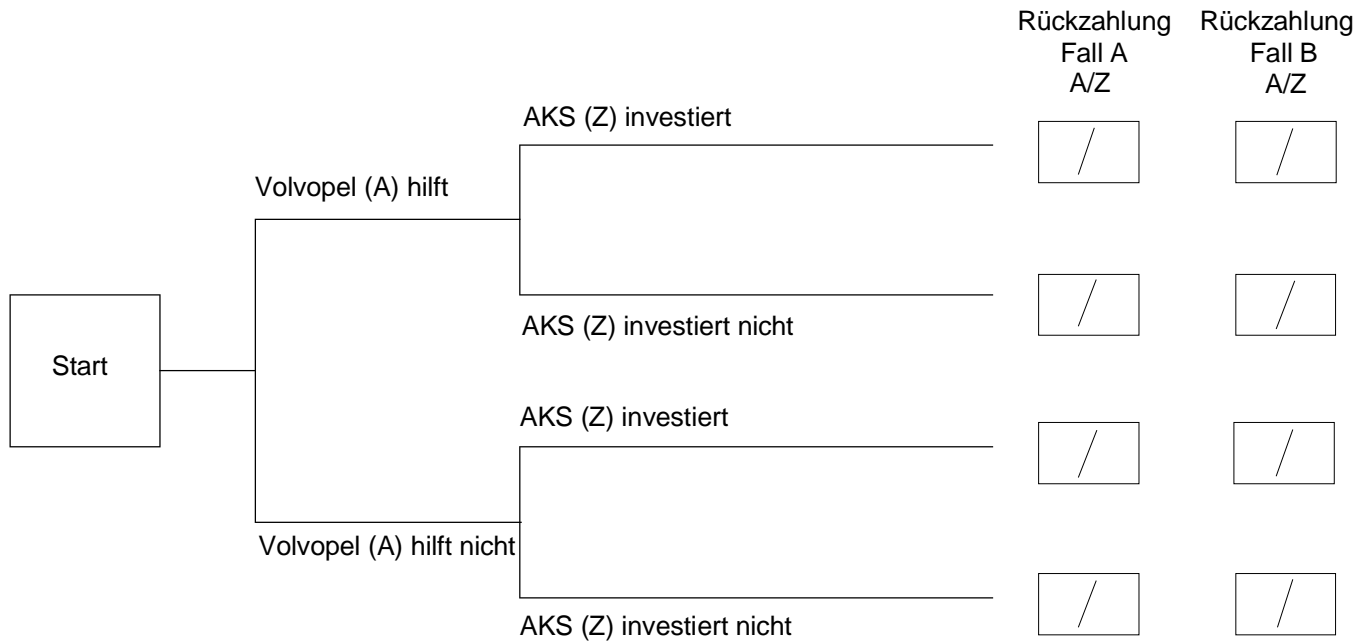 Rückzahlung
Fall A
A/Z
Rückzahlung
Fall B
A/Z
AKS (Z) investiert
/
/
Volvopel (A) hilft
AKS (Z) investiert nicht
/
/
Start
AKS (Z) investiert
/
/
Volvopel (A) hilft nicht
AKS (Z) investiert nicht
/
/